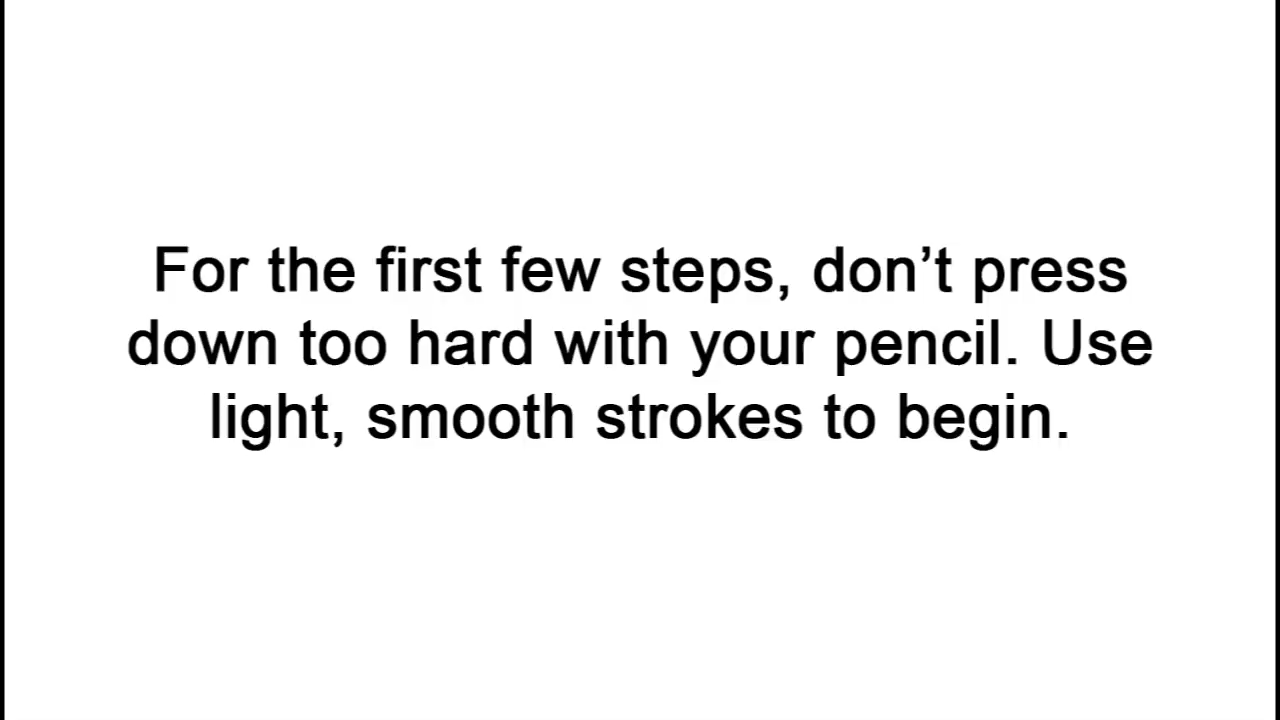 For the first few steps, don’t press
down too hard with your pencil. Use
light, smooth strokes to begin.